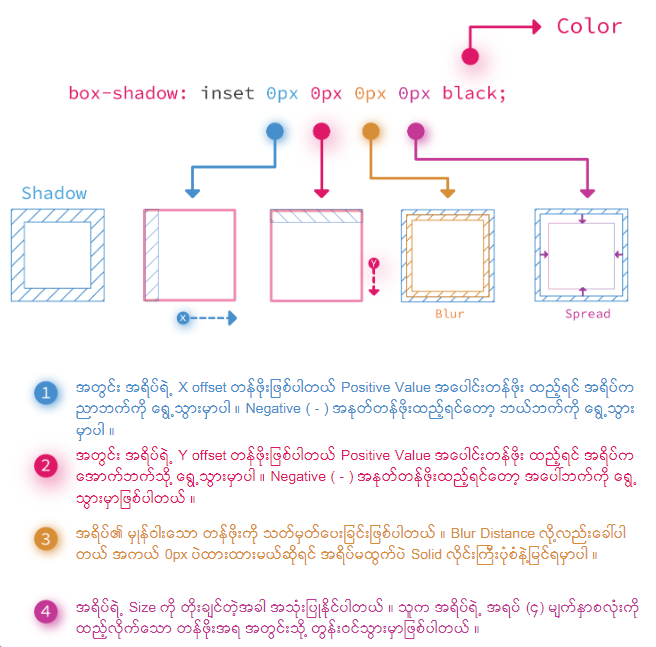 Color
box-shadow: inset 0px 0px 0px 0px black;
Shadow
X
Y
Blur
Spread
1 အတွင်း အရိပ်ရဲ့ X offset တန်ဖိုးဖြစ်ပါတယ် Positive Value အပေါင်းတန်ဖိုး ထည့်ရင် အရိပ်က
ညာဘက်ကို ရွေ့သွားမှာပါ ။ Negative ( - ) အနုတ်တန်ဖိုးထည့်ရင်တော့ ဘယ်ဘက်ကို ရွေ့သွား
မှာပါ ။
2 အတွင်း အရိပ်ရဲ့ Y offset တန်ဖိုးဖြစ်ပါတယ် Positive Value အပေါင်းတန်ဖိုး ထည့်ရင် အရိပ်က
အောက်ဘက်သို့ ရွေ့သွားမှာပါ ။ Negative ( - ) အနုတ်တန်ဖိုးထည့်ရင်တော့ အပေါ်ဘက်ကို ရွေ့
သွားမှာဖြစ်ပါတယ် ။
3 အရိပ်၏ မှုန်ဝါးသော တန်ဖိုးကို သတ်မှတ်ပေးခြင်းဖြစ်ပါတယ် ။ Blur Distance လို့လည်းခေါ်ပါ
တယ် အကယ် 0px ပဲထားထားမယ်ဆိုရင် အရိပ်မထွက်ပဲ Solid လိုင်းကြီးပုံစံနဲ့မြင်ရမှာပါ ။
4 အရိပ်ရဲ့ Size ကို တိုးချင်တဲ့အခါ အသုံးပြုနိုင်ပါတယ် ။ သူက အရိပ်ရဲ့ အရပ် (၄) မျက်နှာစလုံးကို
ထည့်လိုက်သော တန်ဖိုးအရ အတွင်းသို့ တွန်းဝင်သွားမှာဖြစ်ပါတယ် ။